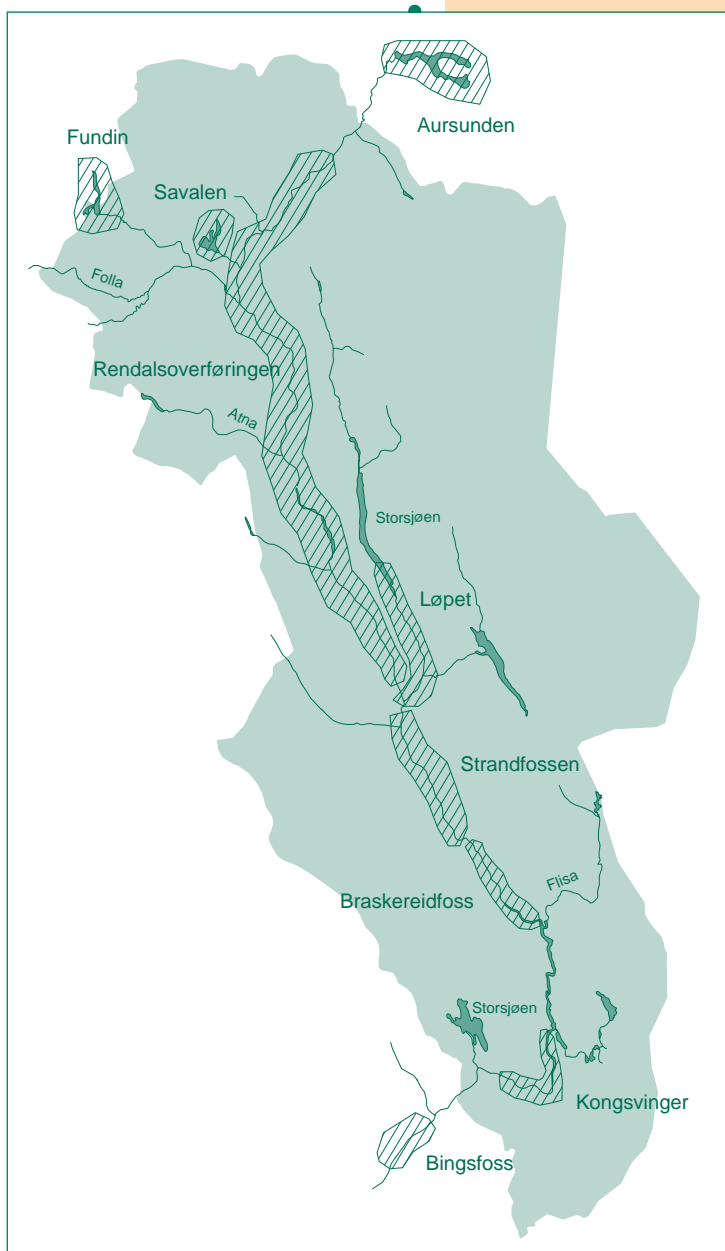 Aursunden
Fundin
Savalen
Folla
Rendalsoverføringen
Atna
Storsjøen
Løpet
Strandfossen
Flisa
Braskereidfoss
Storsjøen
Kongsvinger
Bingsfoss